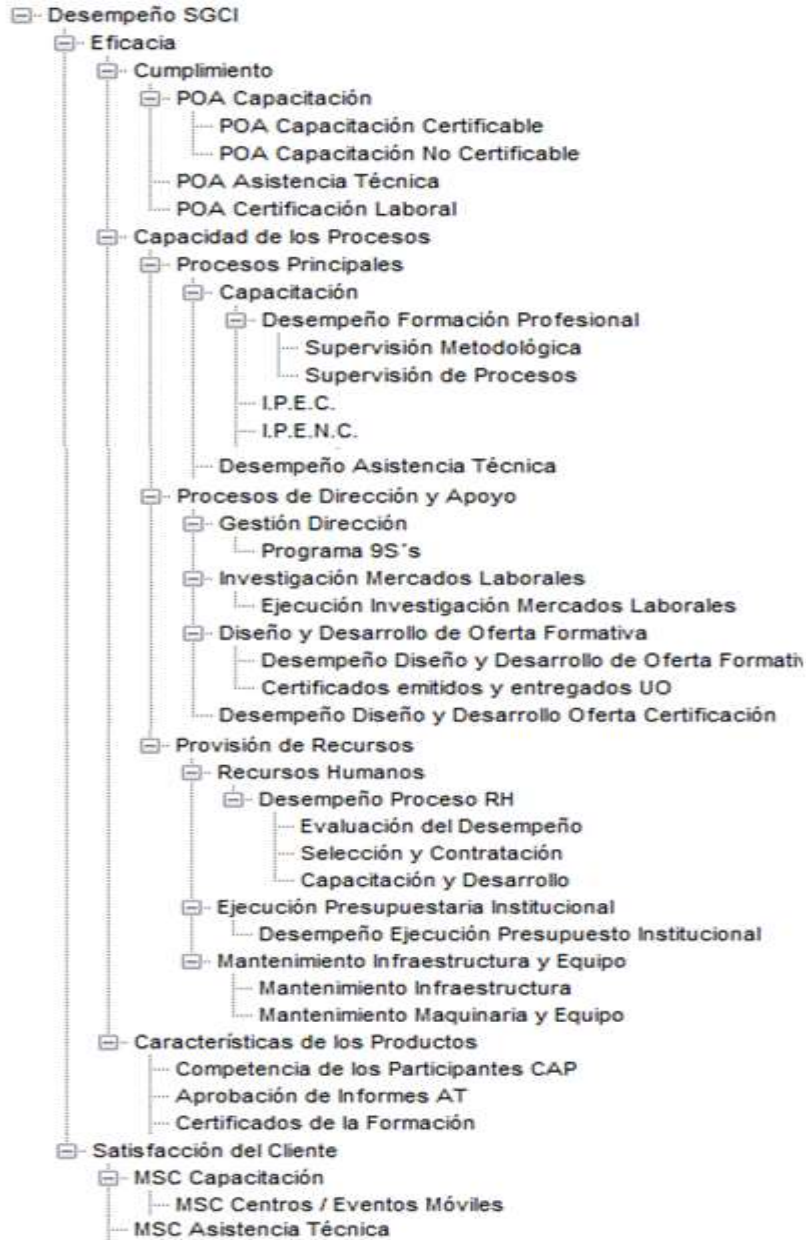 Desempeño SGCI
Eficacia
Cumplimiento
POA Capacitación
POA Capacitación Certificable
POA Capacitación No Certificable
POA Asistencia Técnica
POA Certificación Laboral
Capacidad de los Procesos
Procesos Principales
Capacitación
Desempeño Formación Profesional
Supervisión Metodológica
Supervisión de Procesos
I.P.E.C.
I.P.E.N.C.
Desempeño Asistencia Técnica
Procesos de Dirección y Apoyo
Gestión Dirección
Programa 9S´s
Investigación Mercados Laborales
Ejecución Investigación Mercados Laborales
Diseño y Desarrollo de Oferta Formativa
Desempeño Diseño y Desarrollo de Oferta Formativ
Certificados emitidos y entregados UO
Desempeño Diseño y Desarrollo Oferta Certificación
Provisión de Recursos
Recursos Humanos
Desempeño Proceso RH
Evaluación del Desempeño
Selección y Contratación
Capacitación y Desarrollo
Ejecución Presupuestaria Institucional
Desempeño Ejecución Presupuesto Institucional
Mantenimiento Infraestructura y Equipo
Mantenimiento Infraestructura
Mantenimiento Maquinaria y Equipo
Características de los Productos
Competencia de los Participantes CAP
Aprobación de Informes AT
Certificados de la Formación
Satisfacción del Cliente
MSC Capacitación
MSC Centros / Eventos Móviles
MSC Asistencia Técnica